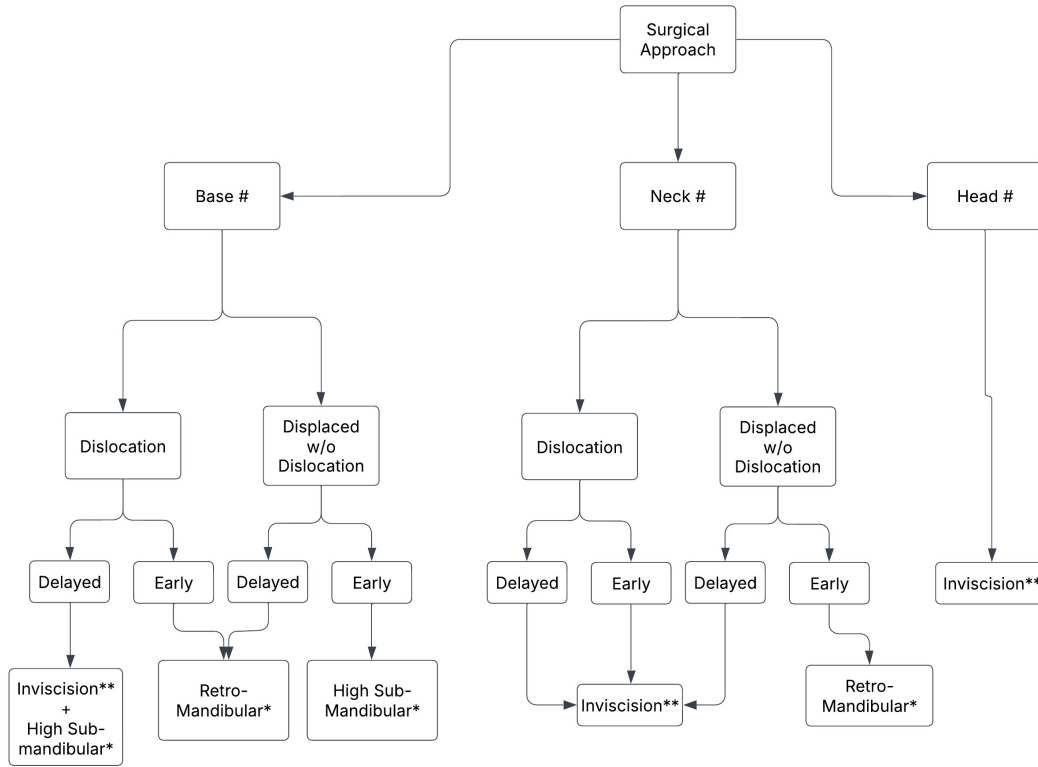 Surgical
Approach
Base #
Neck #
Head #
Dislocation
Displaced
w/o
Dislocation
Dislocation
Displaced
w/o
Dislocation
Delayed
Early
Delayed
Early
Delayed
Early
Delayed
Early
Inviscision**
Inviscision**
+
High Sub-
mandibular*
Retro-
Mandibular*
High Sub-
Mandibular*
Inviscision**
Retro-
Mandibular*